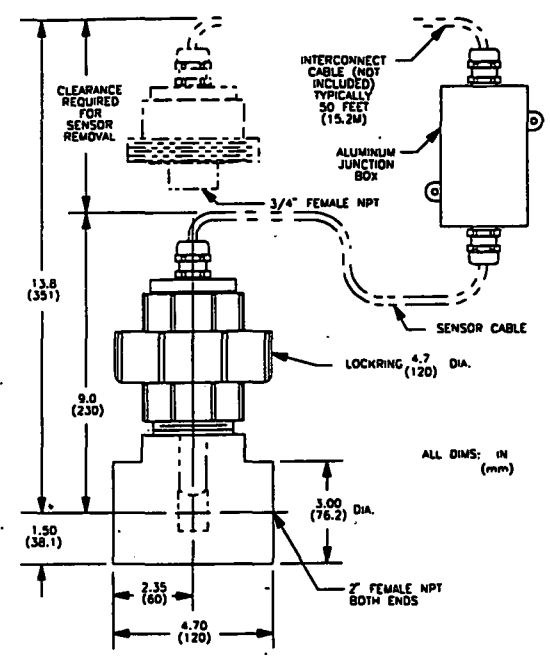 CLEARANCE
REQUIRED
FOR
SENSOR
REMOVAL
INTERCONNECT
CABLE (NOT
INCLUDED)
TYPICALLY
50 FEET
(15.2M)
ALUMINUM
JUNCTION
BOX
3/4" FEMALE NPT
13.8
(351)
SENSOR CABLE
LOCKRING 4.7 DIA.
(120)
9.0
(230)
ALL DIMS: IN
(mm)
3.00
(76.2) DIA.
1.50
(38.1)
2.35
(60)
2" FEMALE NPT
BOTH ENDS
4.70
(120)